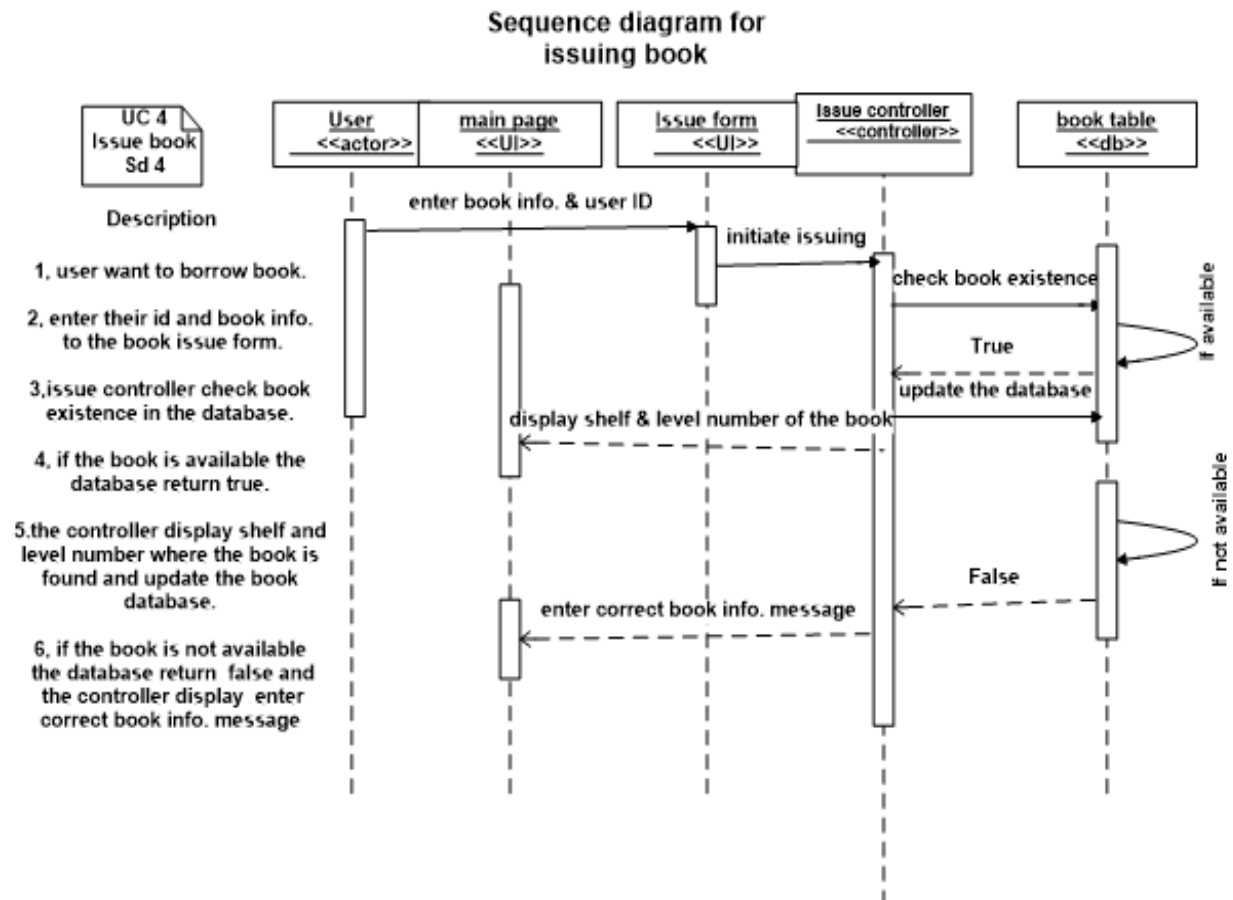 Sequence diagram for
issuing book
UC 4
Issue book
Sd 4
User
<<actor>>
main page
<<UI>>
Issue form
<<UI>>
Issue controller
<<controller>>
book table
<<db>>
Description
1, user want to borrow book.
2, enter their id and book info.
to the book issue form.
3,issue controller check book
existence in the database.
4, if the book is available the
database return true.
5.the controller display shelf and
level number where the book is
found and update the book
database.
6, if the book is not available
the database return false and
the controller display enter
correct book info. message
enter book info. & user ID
initiate issuing
check book existence
If available
True
update the database
display shelf & level number of the book
If not available
False
enter correct book info. message